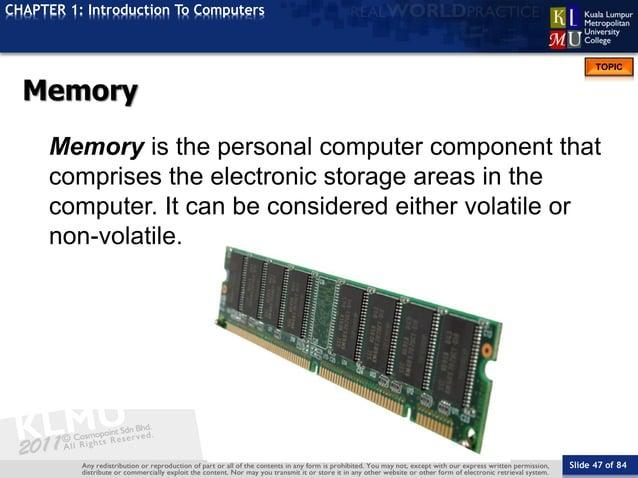 CHAPTER 1: Introduction To Computers
REALWORLDPRACTICE
KLMU
Kuala Lumpur
Metropolitan
University
College
TOPIC
Memory
Memory is the personal computer component that
comprises the electronic storage areas in the
computer. It can be considered either volatile or
non-volatile.
KLMU
2011© Cosmopoint Sdn Bhd.
All Rights Reserved.
Any redistribution or reproduction of part or all of the contents in any form is prohibited. You may not, except with our express written permission,
distribute or commercially exploit the content. Nor may you transmit it or store it in any other website or other form of electronic retrieval system.
Slide 47 of 84